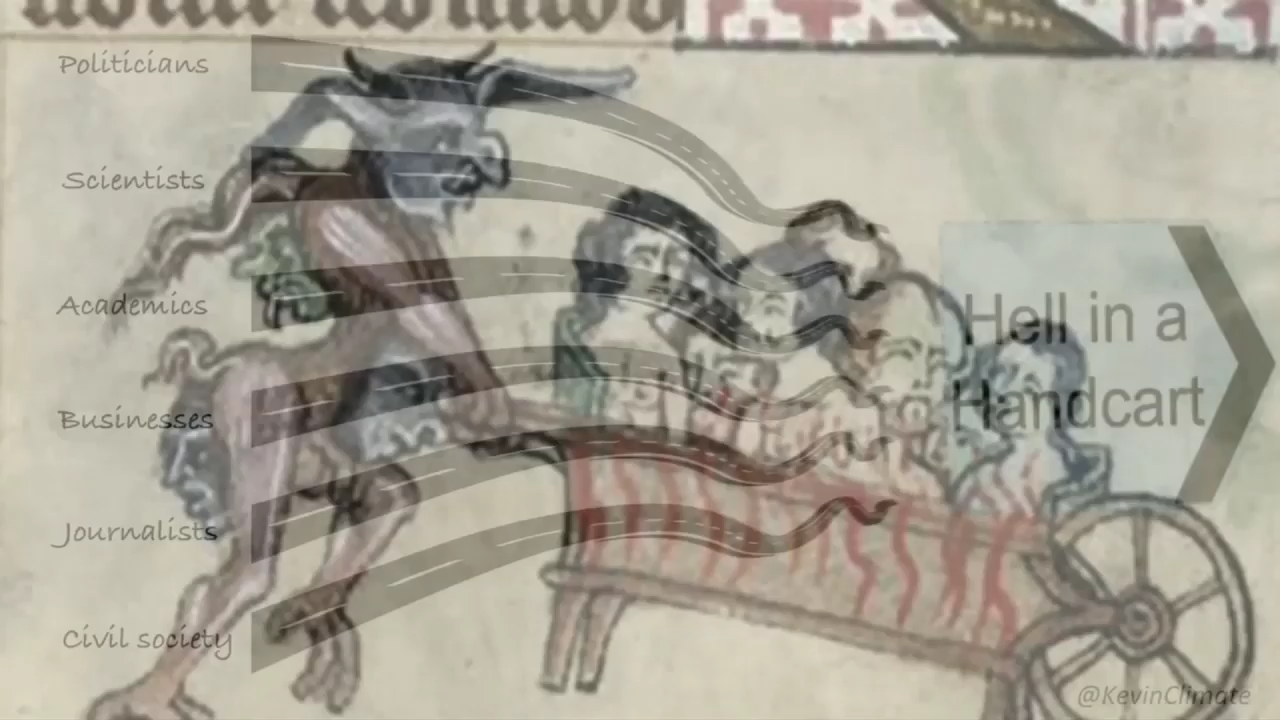 Politicians
Scientists
Academics
Businesses
Journalists
Civil society
Hell in a
Handcart
@KevinClimate